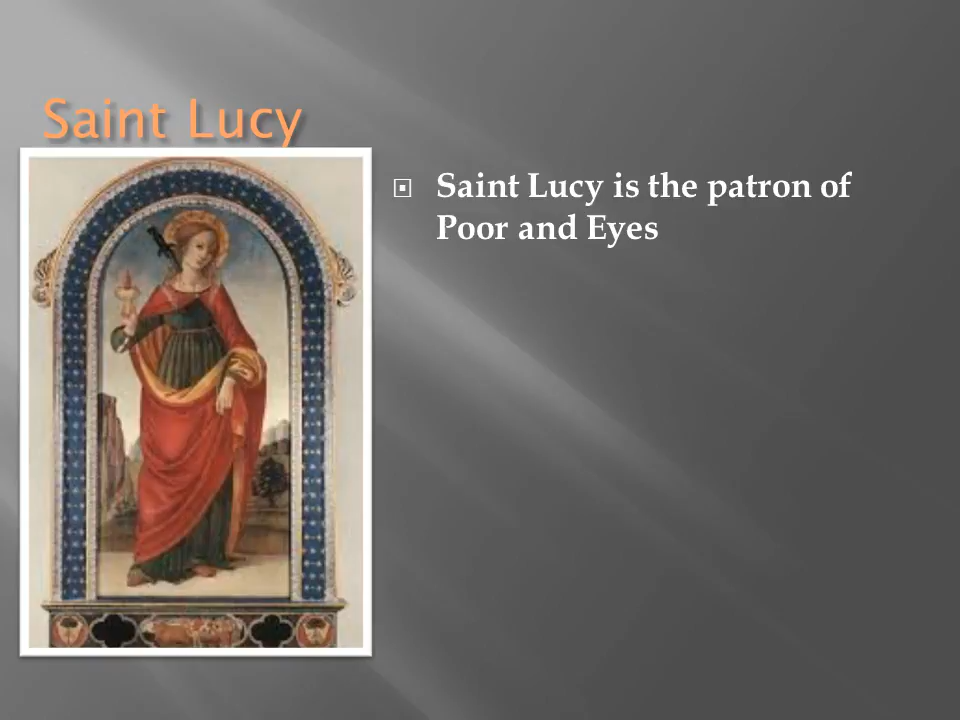 Saint Lucy
Saint Lucy is the patron of
Poor and Eyes